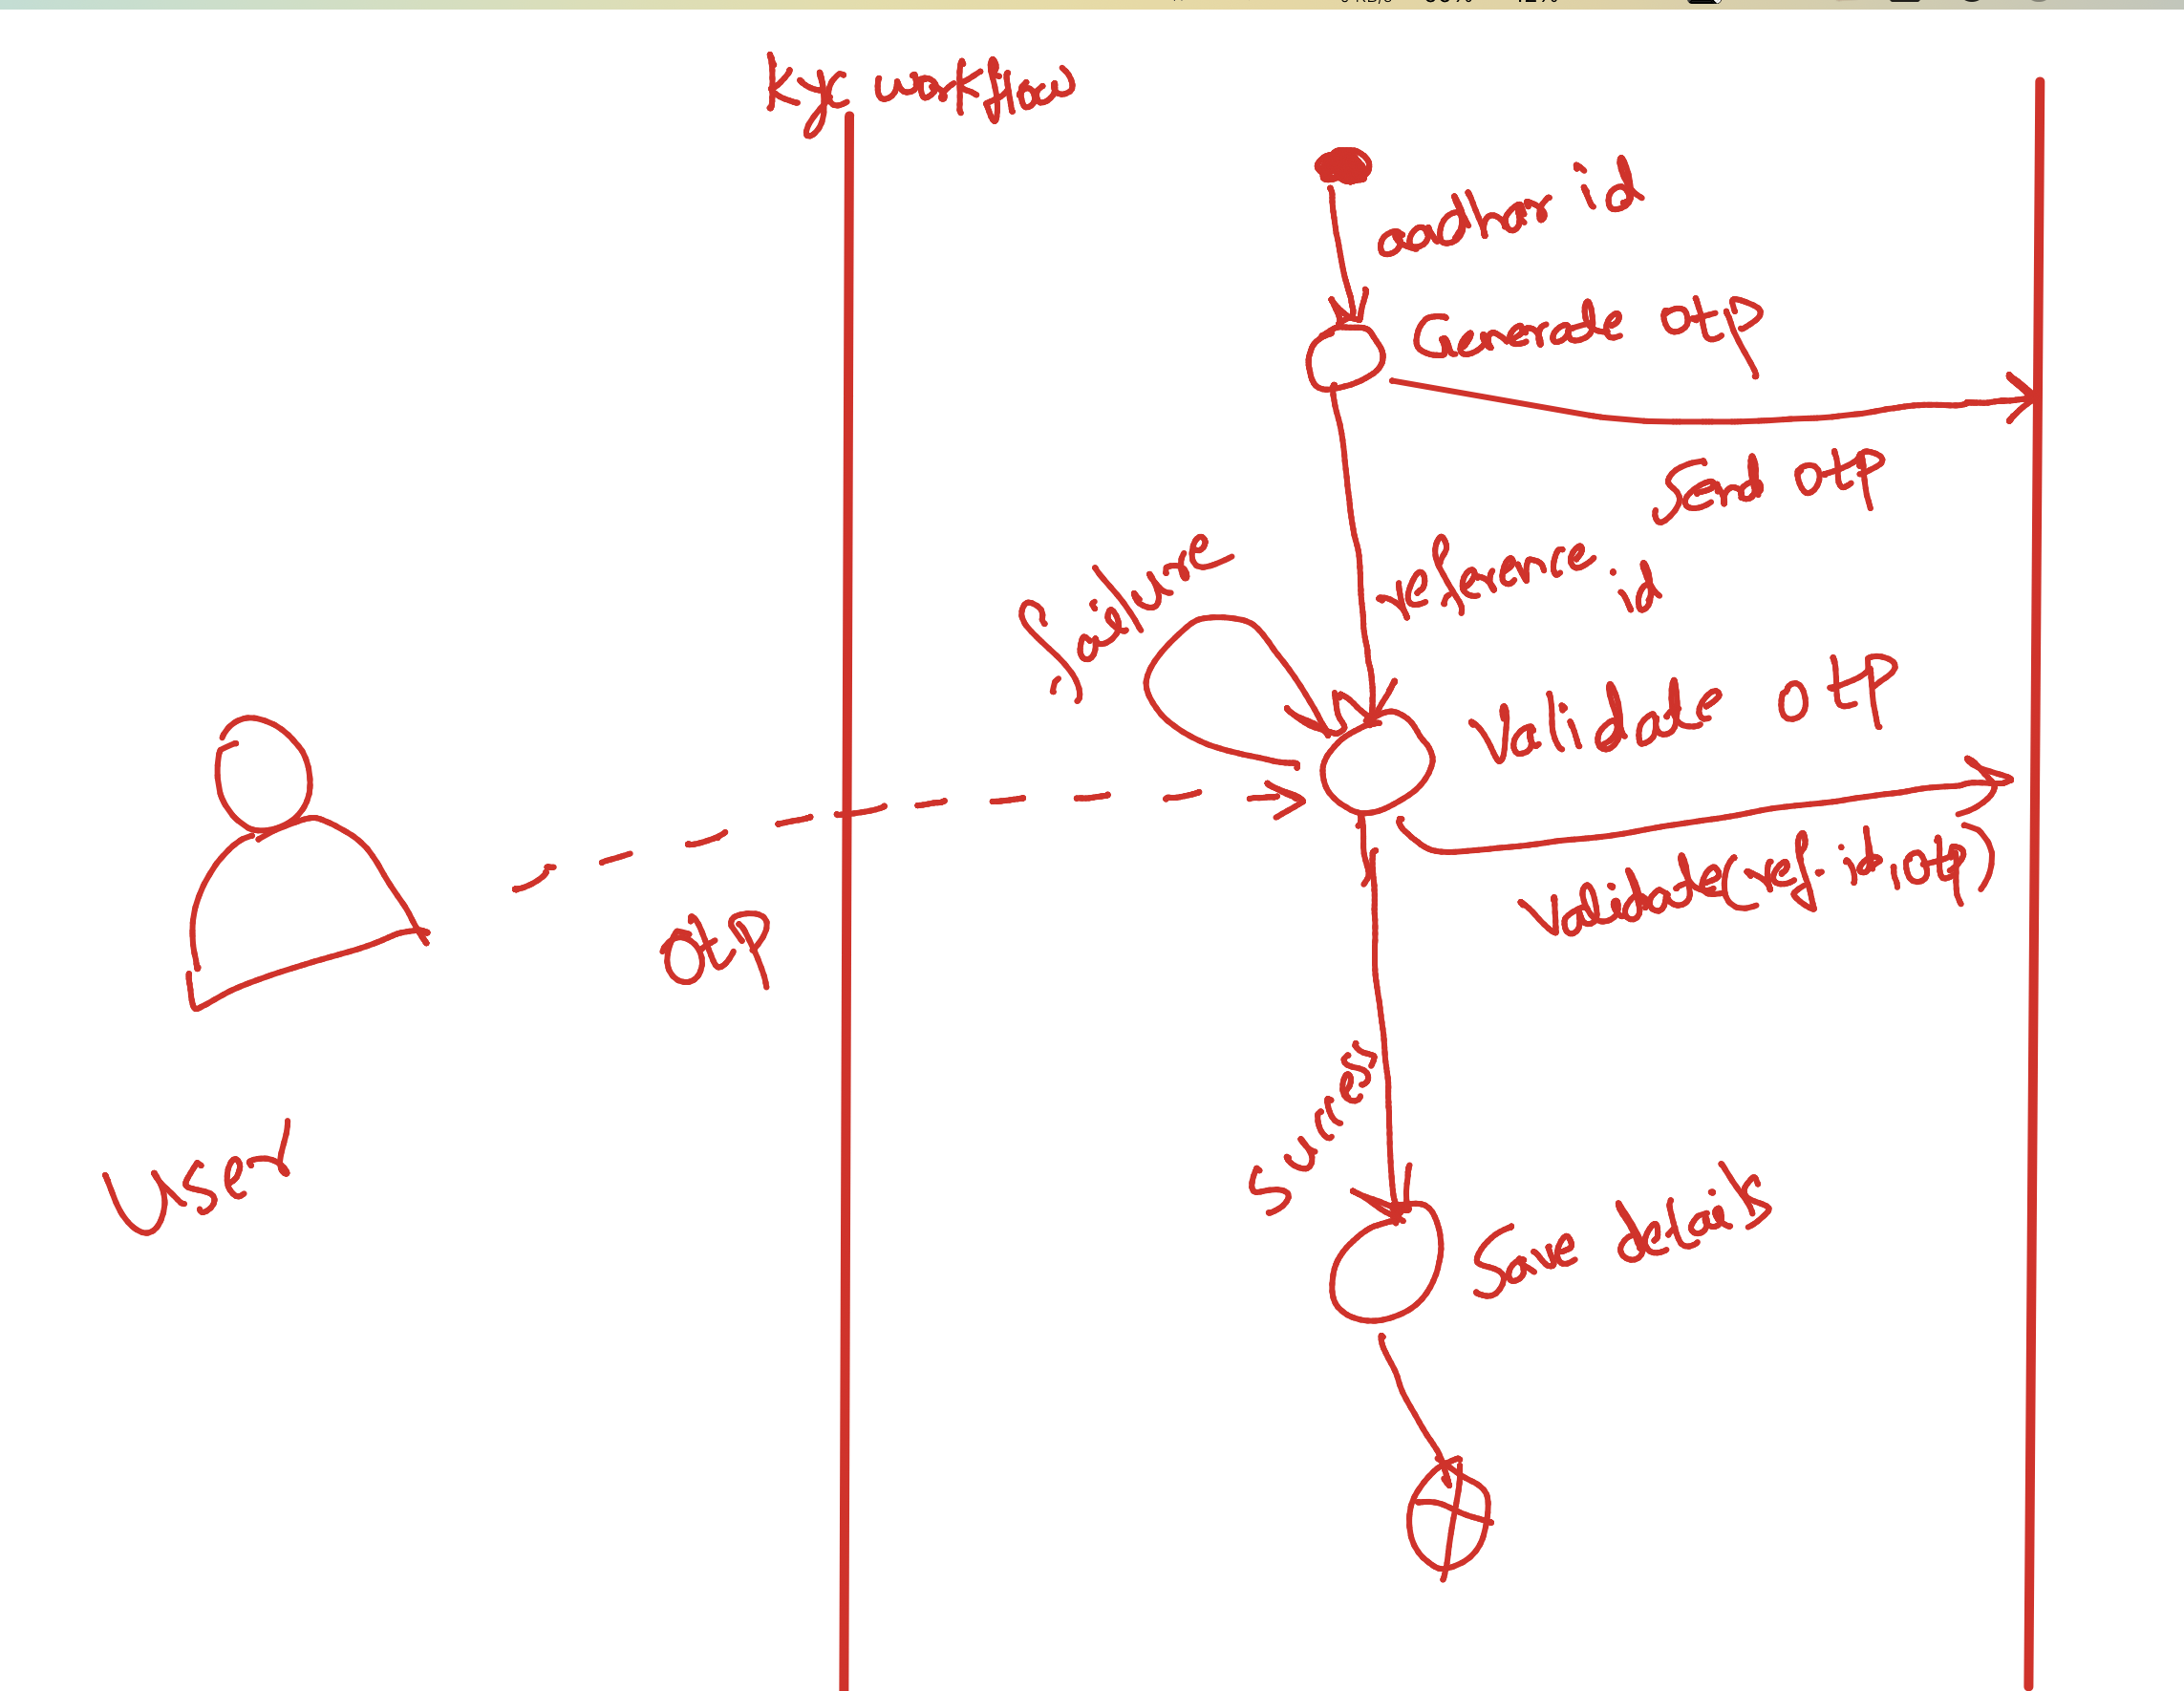 Kyc workflow
aadhar id
Generate OTP
Send OTP
reference id
failure
Validate OTP
Validate(ref-id, otp)
OTP
Success
User
Save details